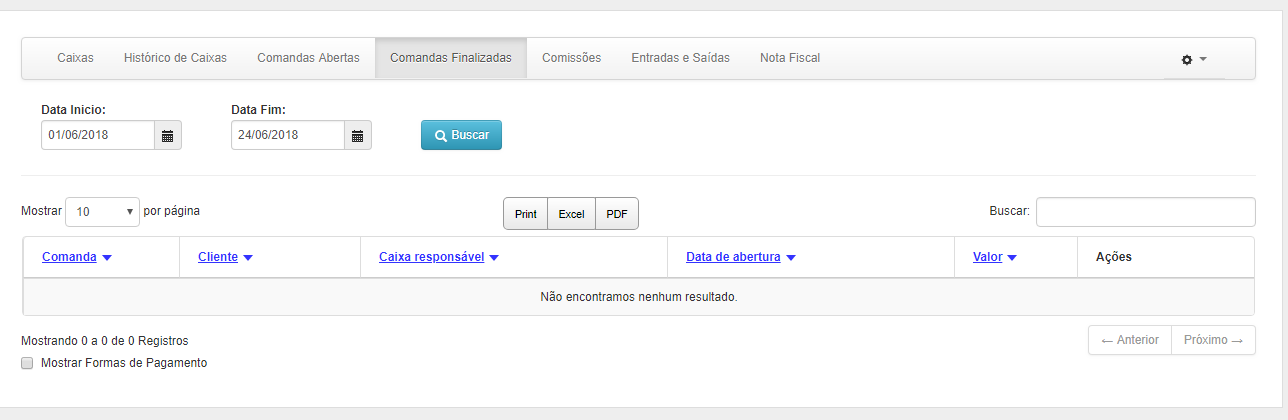 Caixas Histórico de Caixas Comandas Abertas Comandas Finalizadas Comissões Entradas e Saídas Nota Fiscal
Data Inicio: Data Fim:
01/06/2018 24/06/2018 Buscar
Mostrar 10 por página Print Excel PDF Buscar:
Comanda Cliente Caixa responsável Data de abertura Valor Ações
Não encontramos nenhum resultado.
Mostrando 0 a 0 de 0 Registros ← Anterior Próximo →
Mostrar Formas de Pagamento